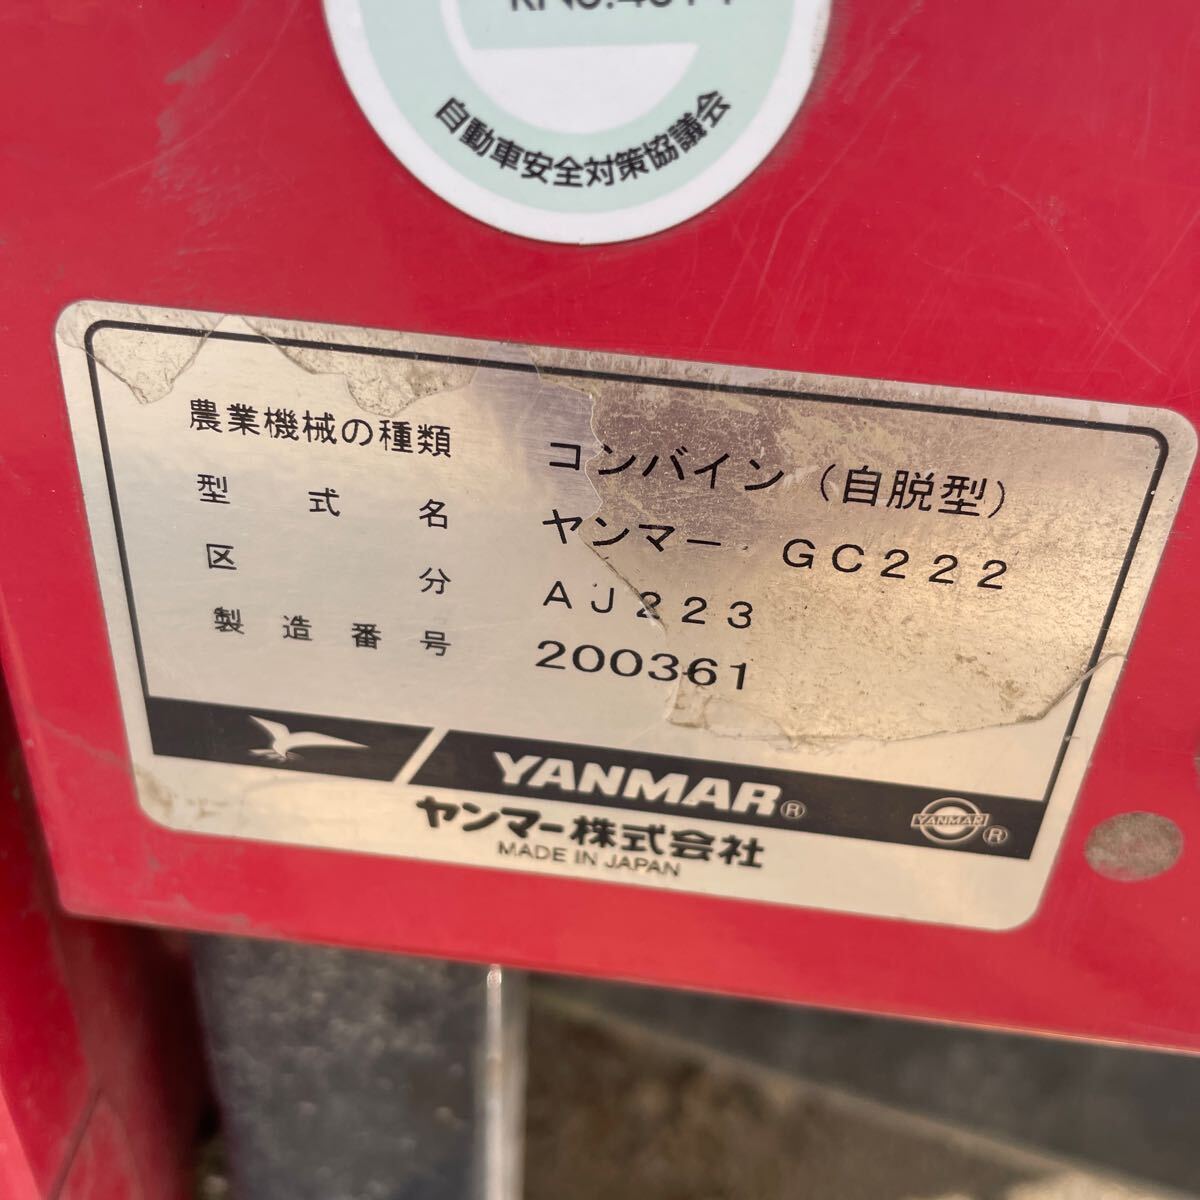 自動車安全対策協議会
農業機械の種類 コンバイン（自脱型）
型式名 ヤンマー GC222
区分 AJ223
製造番号 200361
YANMAR®
YANMAR ®
ヤンマー株式会社
MADE IN JAPAN